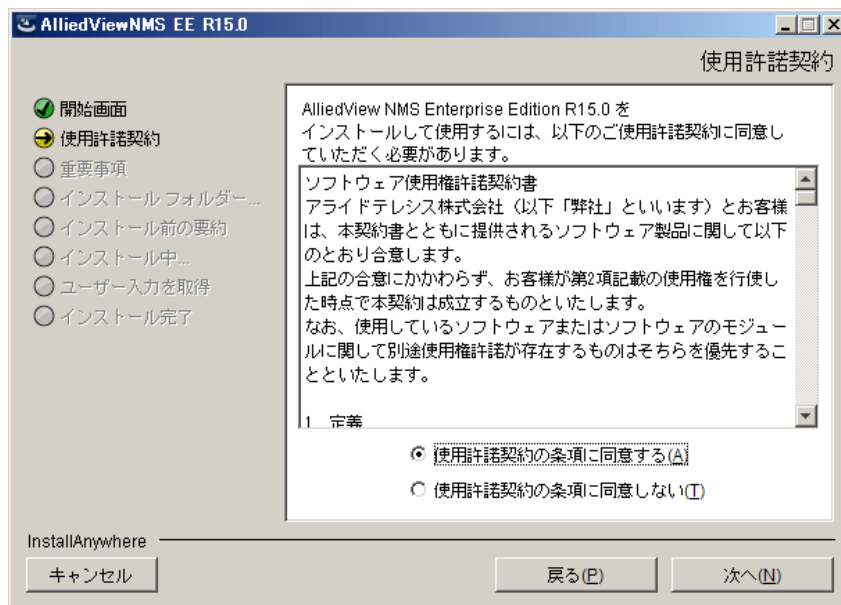 AlliedViewNMS EE R15.0
使用許諾契約
開始画面
使用許諾契約
重要事項
インストール フォルダー...
インストール前の要約
インストール中...
ユーザー入力を取得
インストール完了
AlliedView NMS Enterprise Edition R15.0 を
インストールして使用するには、以下のご使用許諾契約に同意し
ていただく必要があります。
ソフトウェア使用権許諾契約書
アライドテレシス株式会社（以下「弊社」といいます）とお客様
は、本契約書とともに提供されるソフトウェア製品に関して以下
のとおり合意します。
上記の合意にかかわらず、お客様が第2項記載の使用権を行使し
た時点で本契約は成立するものといたします。
なお、使用しているソフトウェアまたはソフトウェアのモジュー
ルに関して別途使用権許諾が存在するものはそちらを優先するこ
とといたします。
1 定義
使用許諾契約の条項に同意する(A)
使用許諾契約の条項に同意しない(T)
InstallAnywhere
キャンセル
戻る(P)
次へ(N)